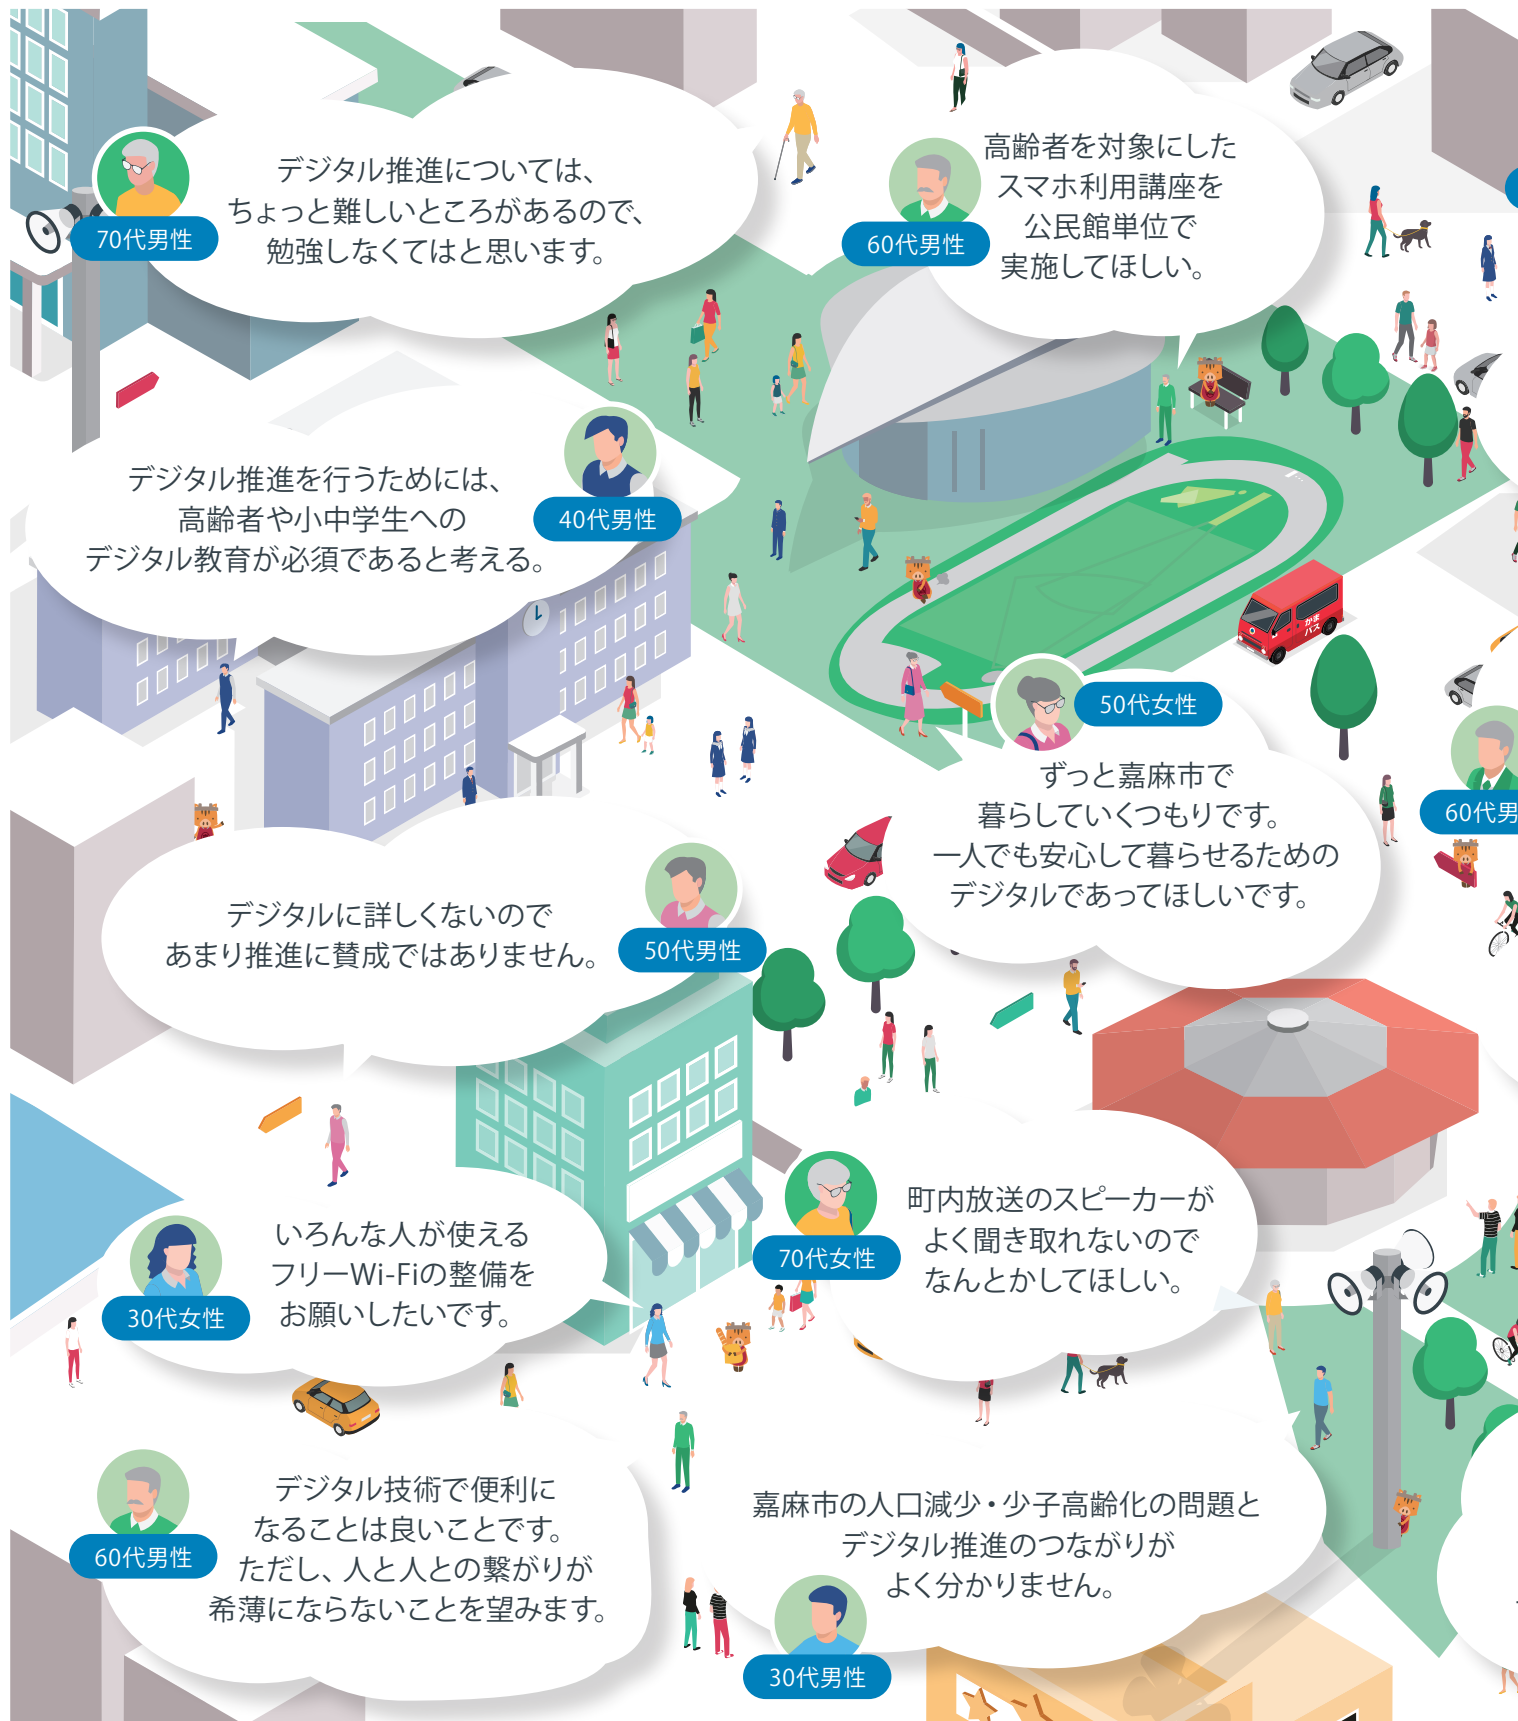 デジタル推進については、
ちょっと難しいところがあるので、
勉強しなくてはと思います。
70代男性
高齢者を対象にした
スマホ利用講座を
公民館単位で
実施してほしい。
60代男性
デジタル推進を行うためには、
高齢者や小中学生への
デジタル教育が必須であると考える。
40代男性
かま
バス
50代女性
ずっと嘉麻市で
暮らしていくつもりです。
一人でも安心して暮らせるための
デジタルであってほしいです。
60代男
デジタルに詳しくないので
あまり推進に賛成ではありません。
50代男性
町内放送のスピーカーが
よく聞き取れないので
なんとかしてほしい。
70代女性
いろんな人が使える
フリーWi-Fiの整備を
お願いしたいです。
30代女性
デジタル技術で便利に
なることは良いことです。
ただし、人と人との繋がりが
希薄にならないことを望みます。
60代男性
嘉麻市の人口減少・少子高齢化の問題と
デジタル推進のつながりが
よく分かりません。
30代男性